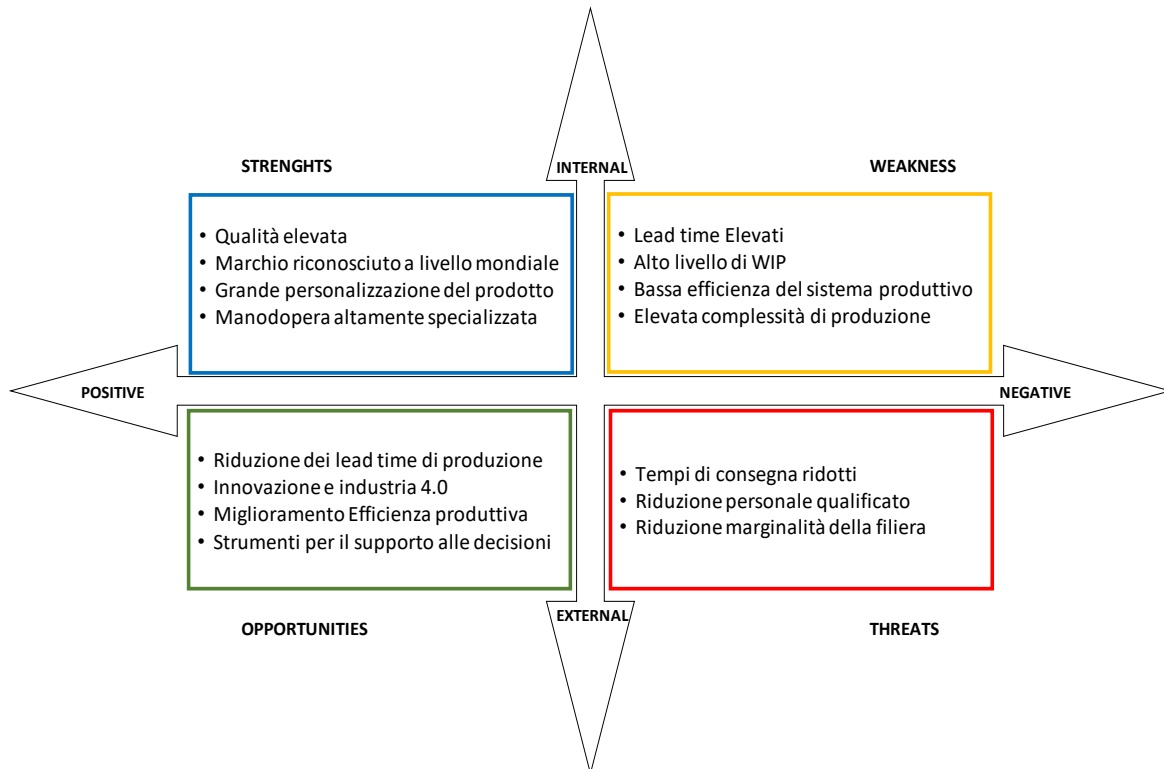 INTERNAL
STRENGHTS
WEAKNESS
• Qualità elevata
• Marchio riconosciuto a livello mondiale
• Grande personalizzazione del prodotto
• Manodopera altamente specializzata
• Lead time Elevati
• Alto livello di WIP
• Bassa efficienza del sistema produttivo
• Elevata complessità di produzione
POSITIVE
NEGATIVE
• Riduzione dei lead time di produzione
• Innovazione e industria 4.0
• Miglioramento Efficienza produttiva
• Strumenti per il supporto alle decisioni
• Tempi di consegna ridotti
• Riduzione personale qualificato
• Riduzione marginalità della filiera
EXTERNAL
OPPORTUNITIES
THREATS